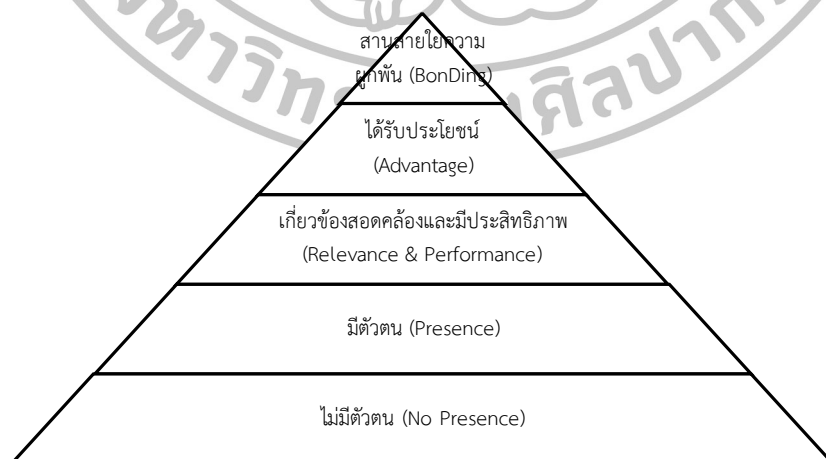 สานสายใยความ
ผูกพัน (BonDing)
ได้รับประโยชน์
(Advantage)
เกี่ยวข้องสอดคล้องและมีประสิทธิภาพ
(Relevance & Performance)
มีตัวตน (Presence)
ไม่มีตัวตน (No Presence)